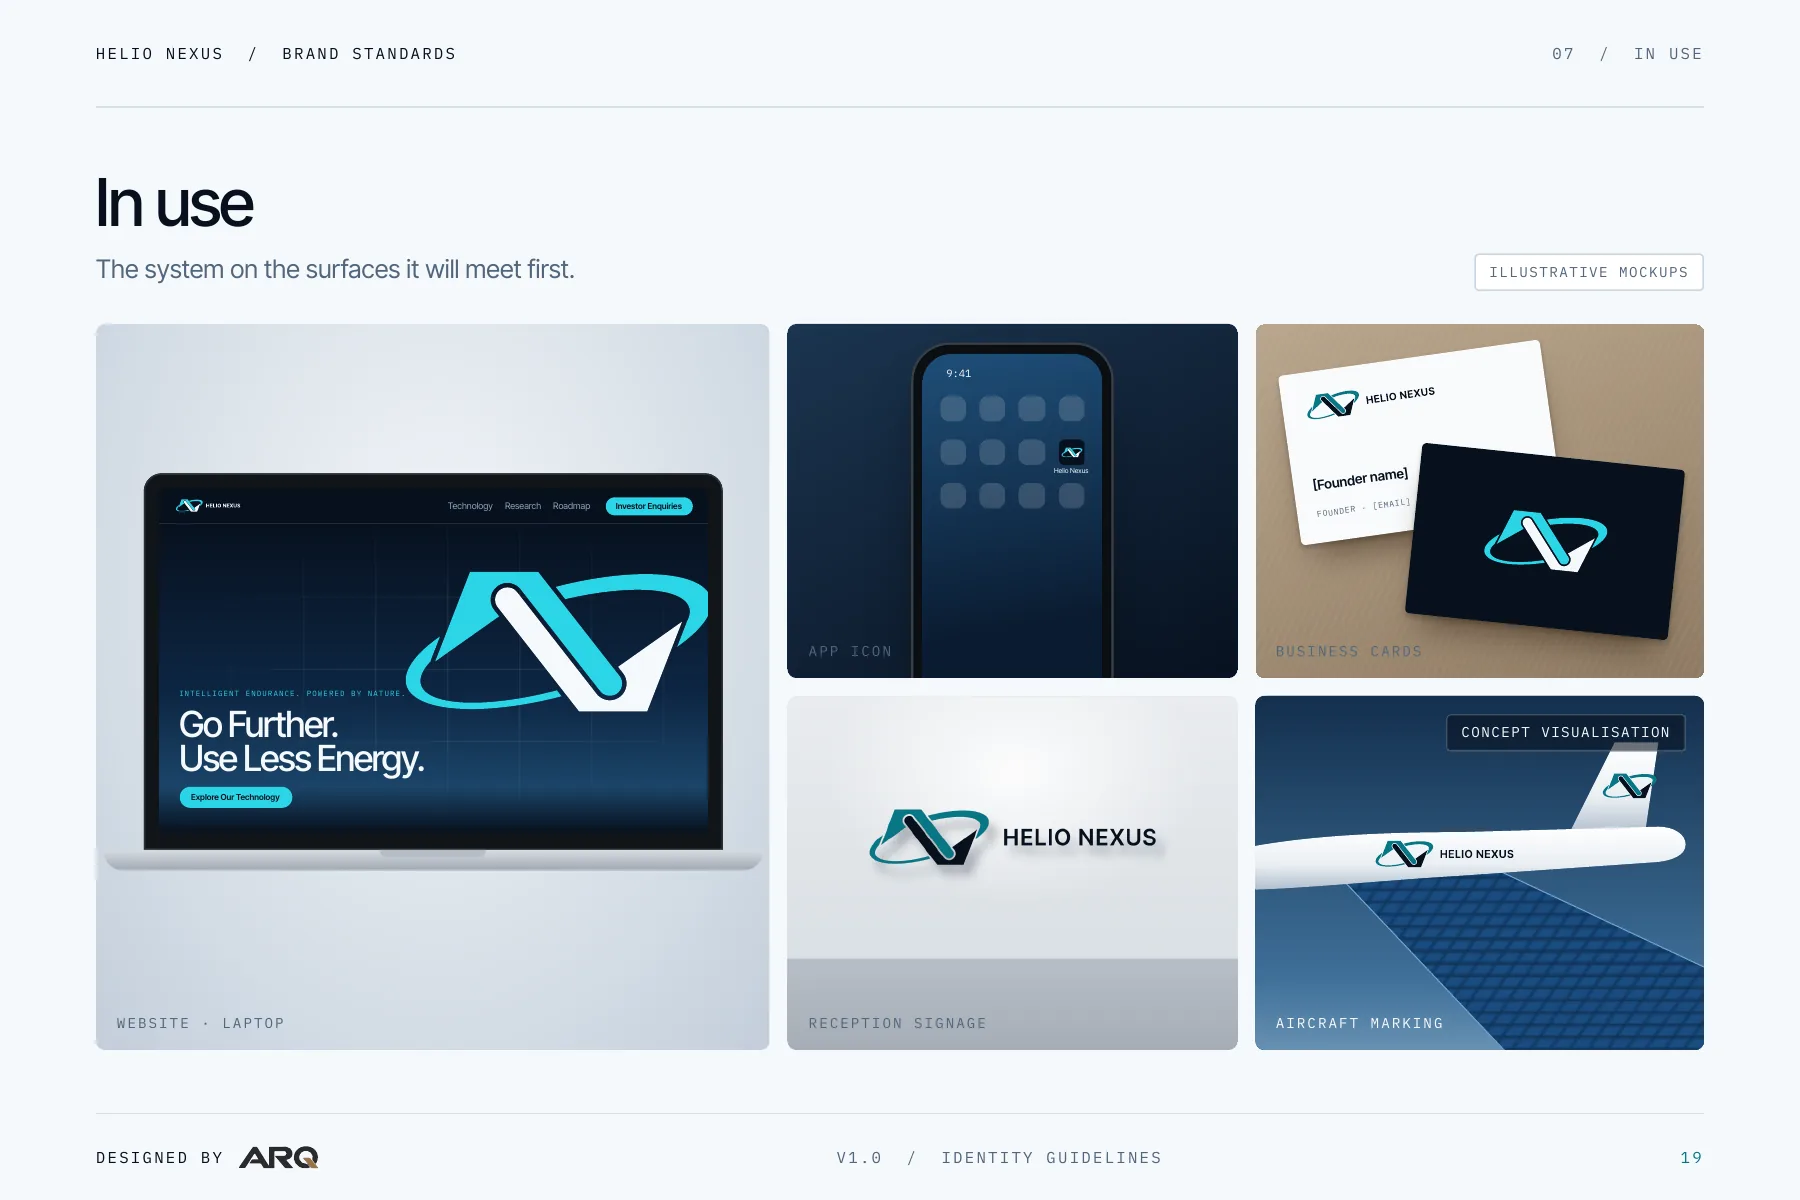 HELIO NEXUS / BRAND STANDARDS
07 / IN USE
In use
The system on the surfaces it will meet first.
ILLUSTRATIVE MOCKUPS
HELIO NEXUS
Technology Research Roadmap Investor Enquiries
INTELLIGENT ENDURANCE. POWERED BY NATURE.
Go Further.
Use Less Energy.
Explore Our Technology
WEBSITE · LAPTOP
9:41
Helio Nexus
APP ICON
HELIO NEXUS
[Founder name]
FOUNDER · [EMAIL]
BUSINESS CARDS
HELIO NEXUS
RECEPTION SIGNAGE
CONCEPT VISUALISATION
HELIO NEXUS
AIRCRAFT MARKING
DESIGNED BY ARQ
V1.0 / IDENTITY GUIDELINES
19